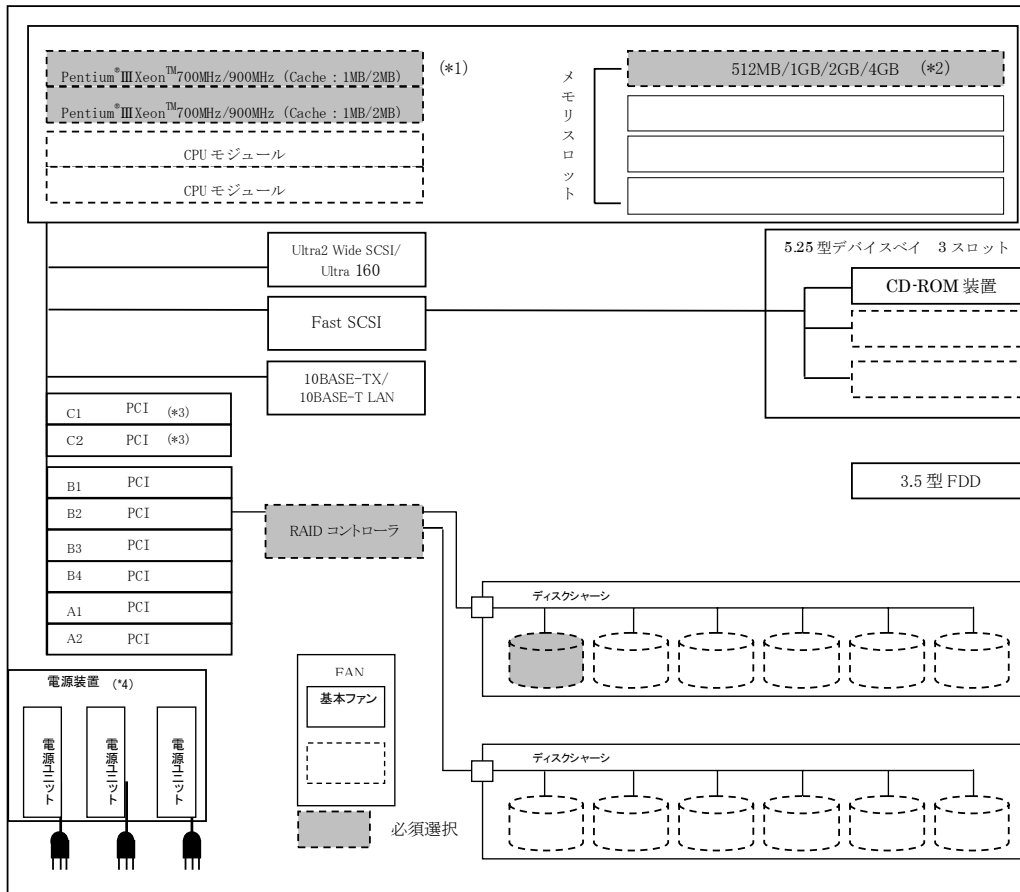 Pentium®ⅢXeon™700MHz/900MHz (Cache : 1MB/2MB)
(*1)
Pentium®ⅢXeon™700MHz/900MHz (Cache : 1MB/2MB)
CPU モジュール
CPU モジュール
メモリスロット
512MB/1GB/2GB/4GB (*2)
Ultra2 Wide SCSI/
Ultra 160
Fast SCSI
10BASE-TX/
10BASE-T LAN
5.25 型デバイスベイ 3 スロット
CD-ROM 装置
C1 PCI (*3)
C2 PCI (*3)
B1 PCI
B2 PCI
B3 PCI
B4 PCI
A1 PCI
A2 PCI
RAID コントローラ
3.5 型 FDD
ディスクシャーシ
電源装置 (*4)
電源ユニット
電源ユニット
電源ユニット
FAN
基本ファン
必須選択
ディスクシャーシ